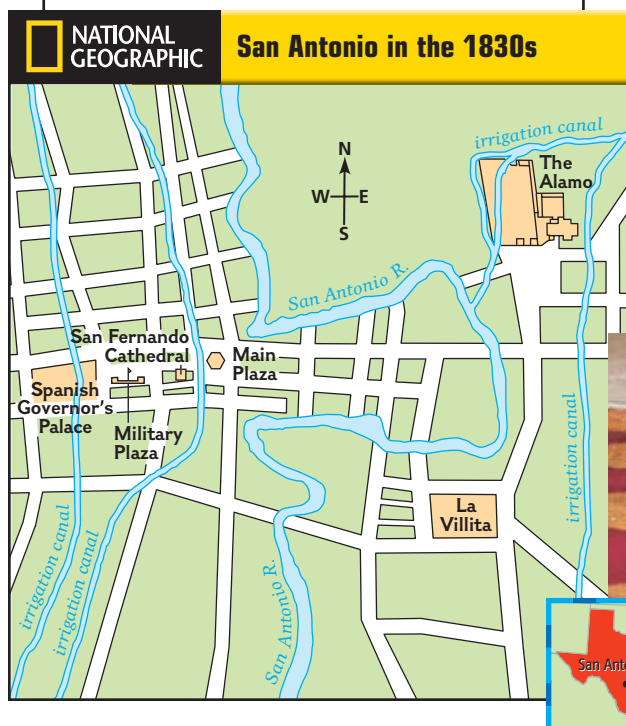 NATIONAL
GEOGRAPHIC
San Antonio in the 1830s
irrigation canal
The
Alamo
N
W E
S
San Antonio R.
San Fernando
Cathedral
Main
Plaza
Spanish
Governor's
Palace
Military
Plaza
irrigation canal
La
Villita
irrigation canal
irrigation canal
San Antonio R.
San